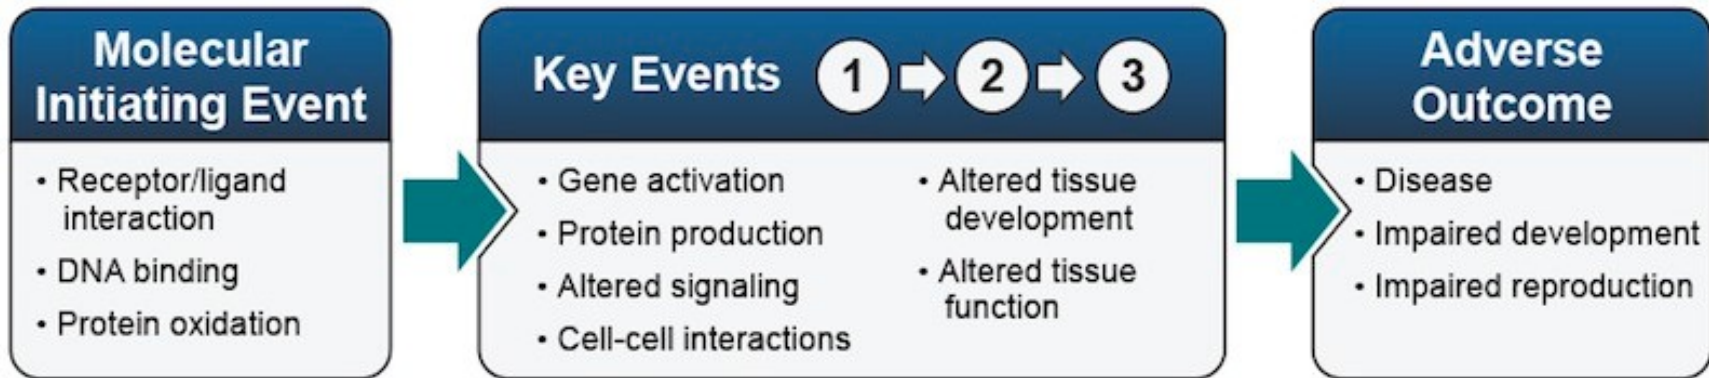 Molecular
Initiating Event
• Receptor/ligand
interaction
• DNA binding
• Protein oxidation
Key Events 1 2 3
• Gene activation
• Protein production
• Altered signaling
• Cell-cell interactions
• Altered tissue
development
• Altered tissue
function
Adverse
Outcome
• Disease
• Impaired development
• Impaired reproduction